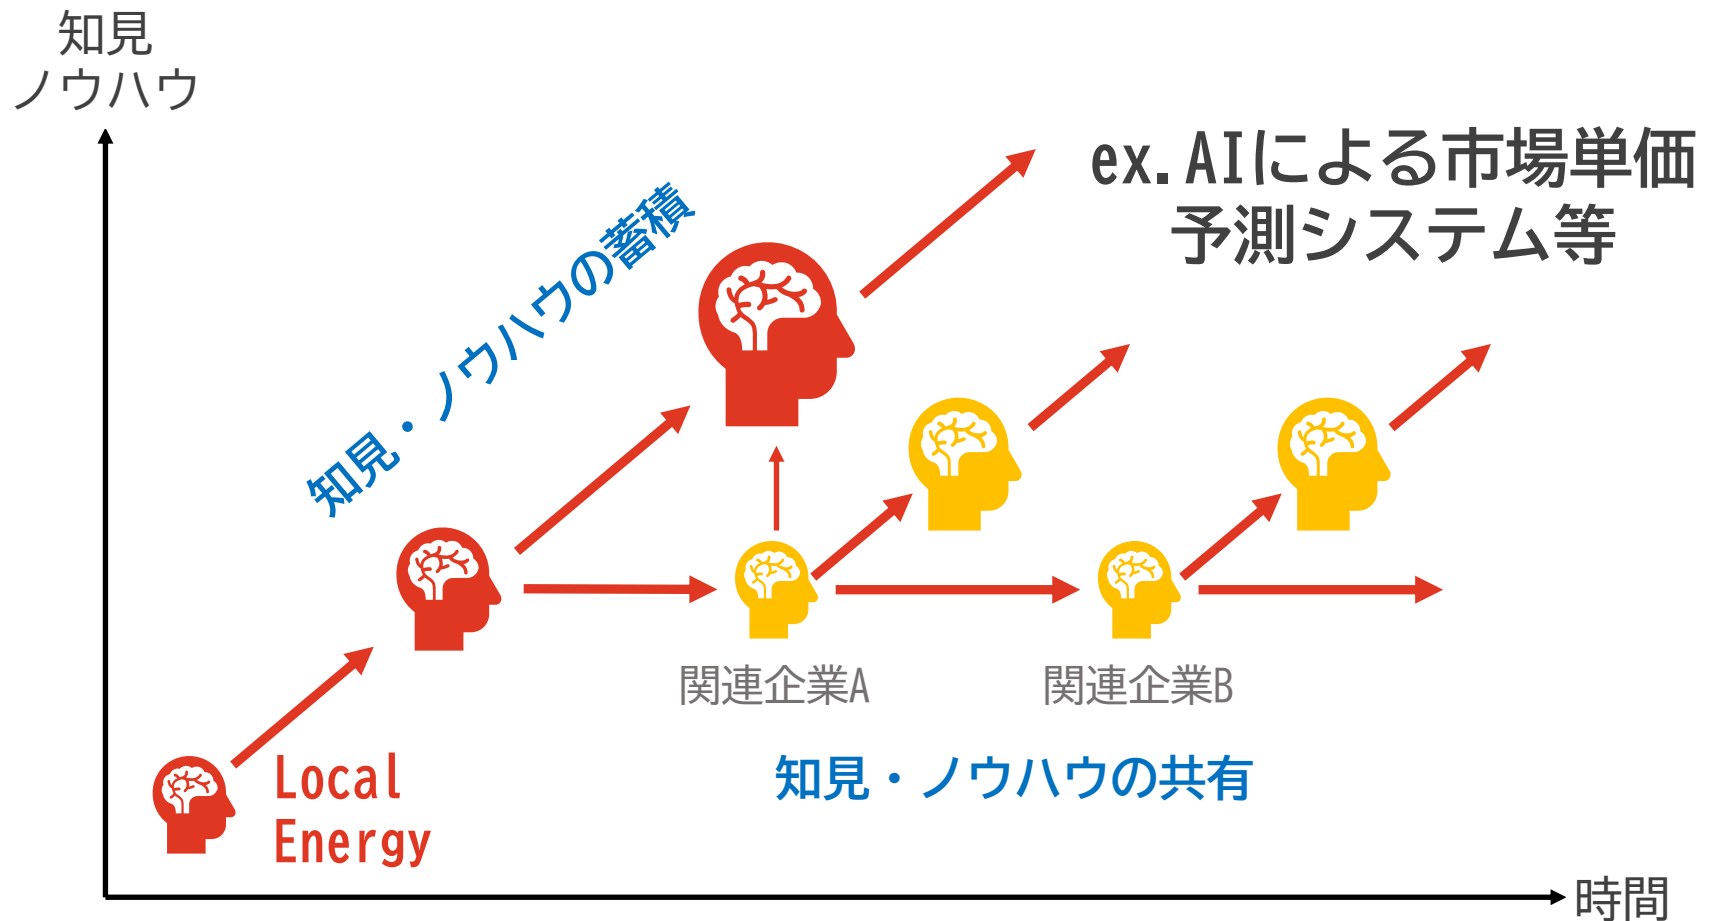 知見
ノウハウ
ex.AIによる市場単価
予測システム等
知見・ノウハウの蓄積
関連企業A
関連企業B
Local
Energy
知見・ノウハウの共有
時間